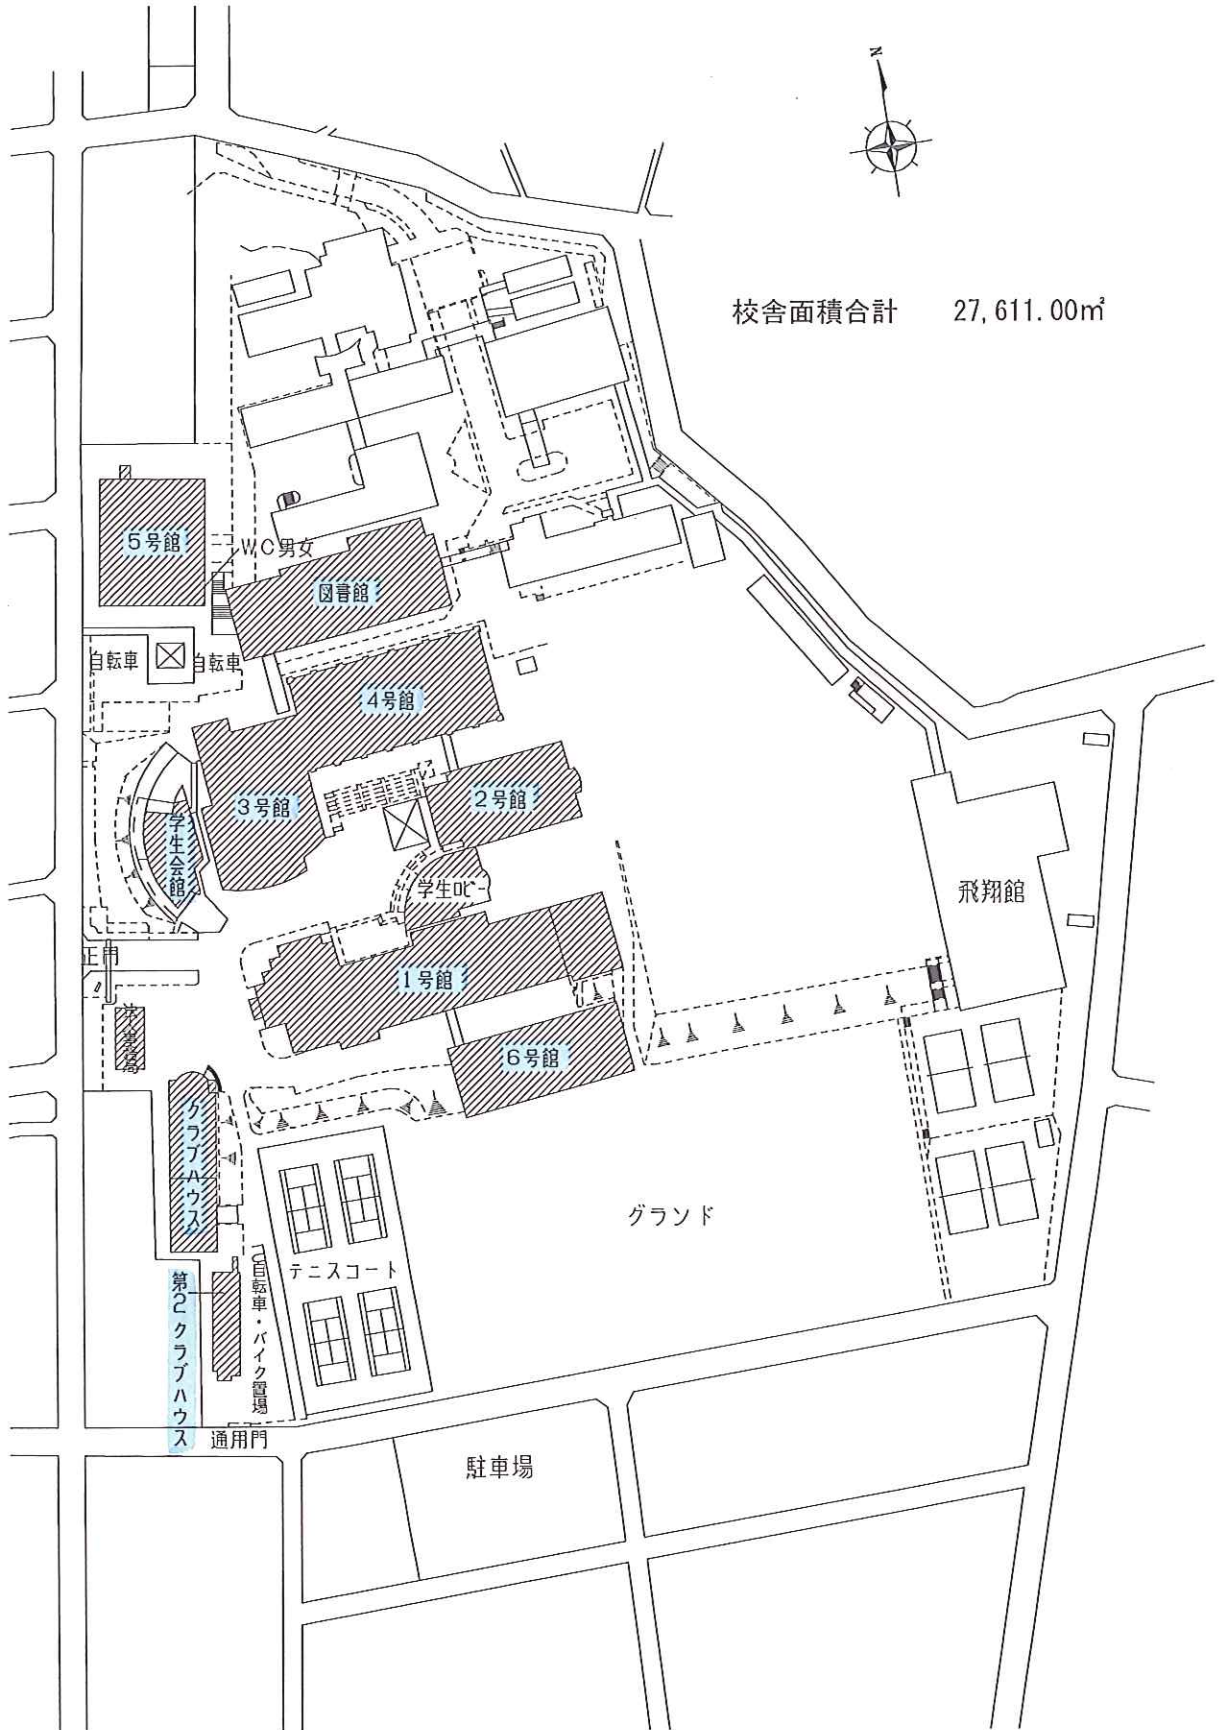 N
校舎面積合計 27,611.00㎡
5号館
WC男女
図書館
自転車
自転車
4号館
3号館
2号館
学生会館
学生ロビー
飛翔館
正門
1号館
6号館
クラブハウス
グランド
テニスコート
自転車・バイク置場
第2クラブハウス
通用門
駐車場